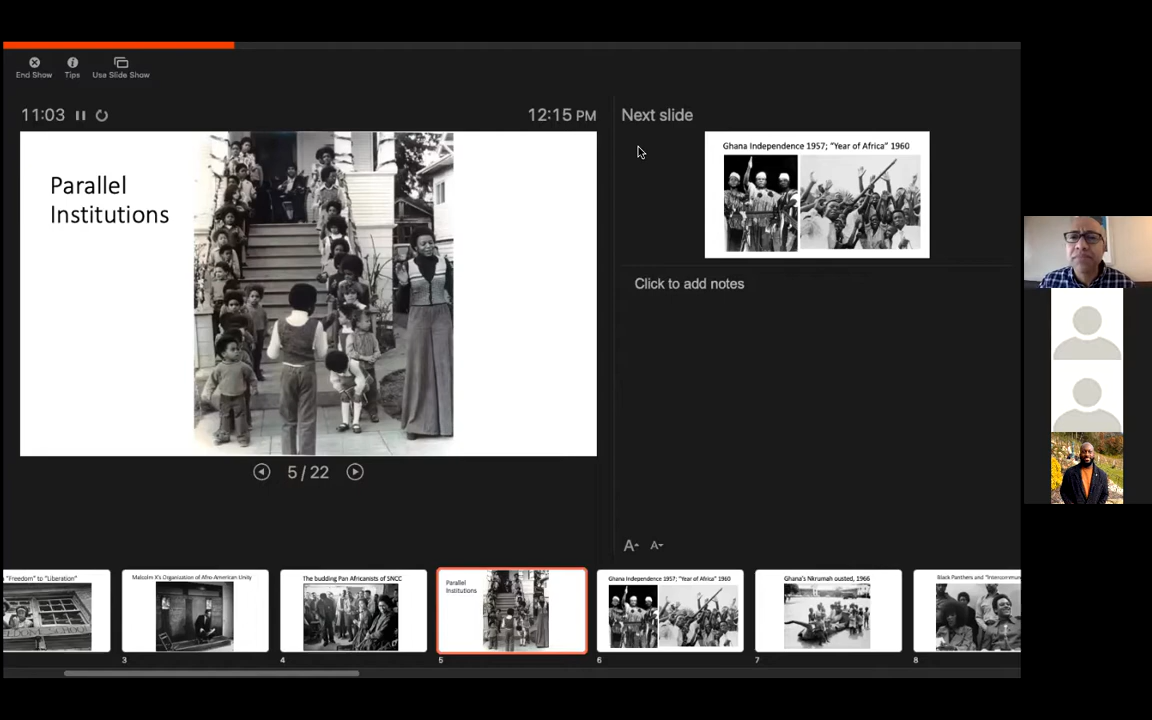 End Show
Tips
Use Slide Show
11:03
12:15 PM
Next slide
Parallel
Institutions
Ghana Independence 1957; "Year of Africa" 1960
Click to add notes
5 / 22
A
A
"Freedom" to "Liberation"
Malcolm X's Organization of Afro-American Unity
The budding Pan Africanists of SNCC
Parallel
Institutions
Ghana Independence 1957; "Year of Africa" 1960
Ghana's Nkrumah ousted, 1966
Black Panthers and "Intercommun
3
4
5
6
7
8